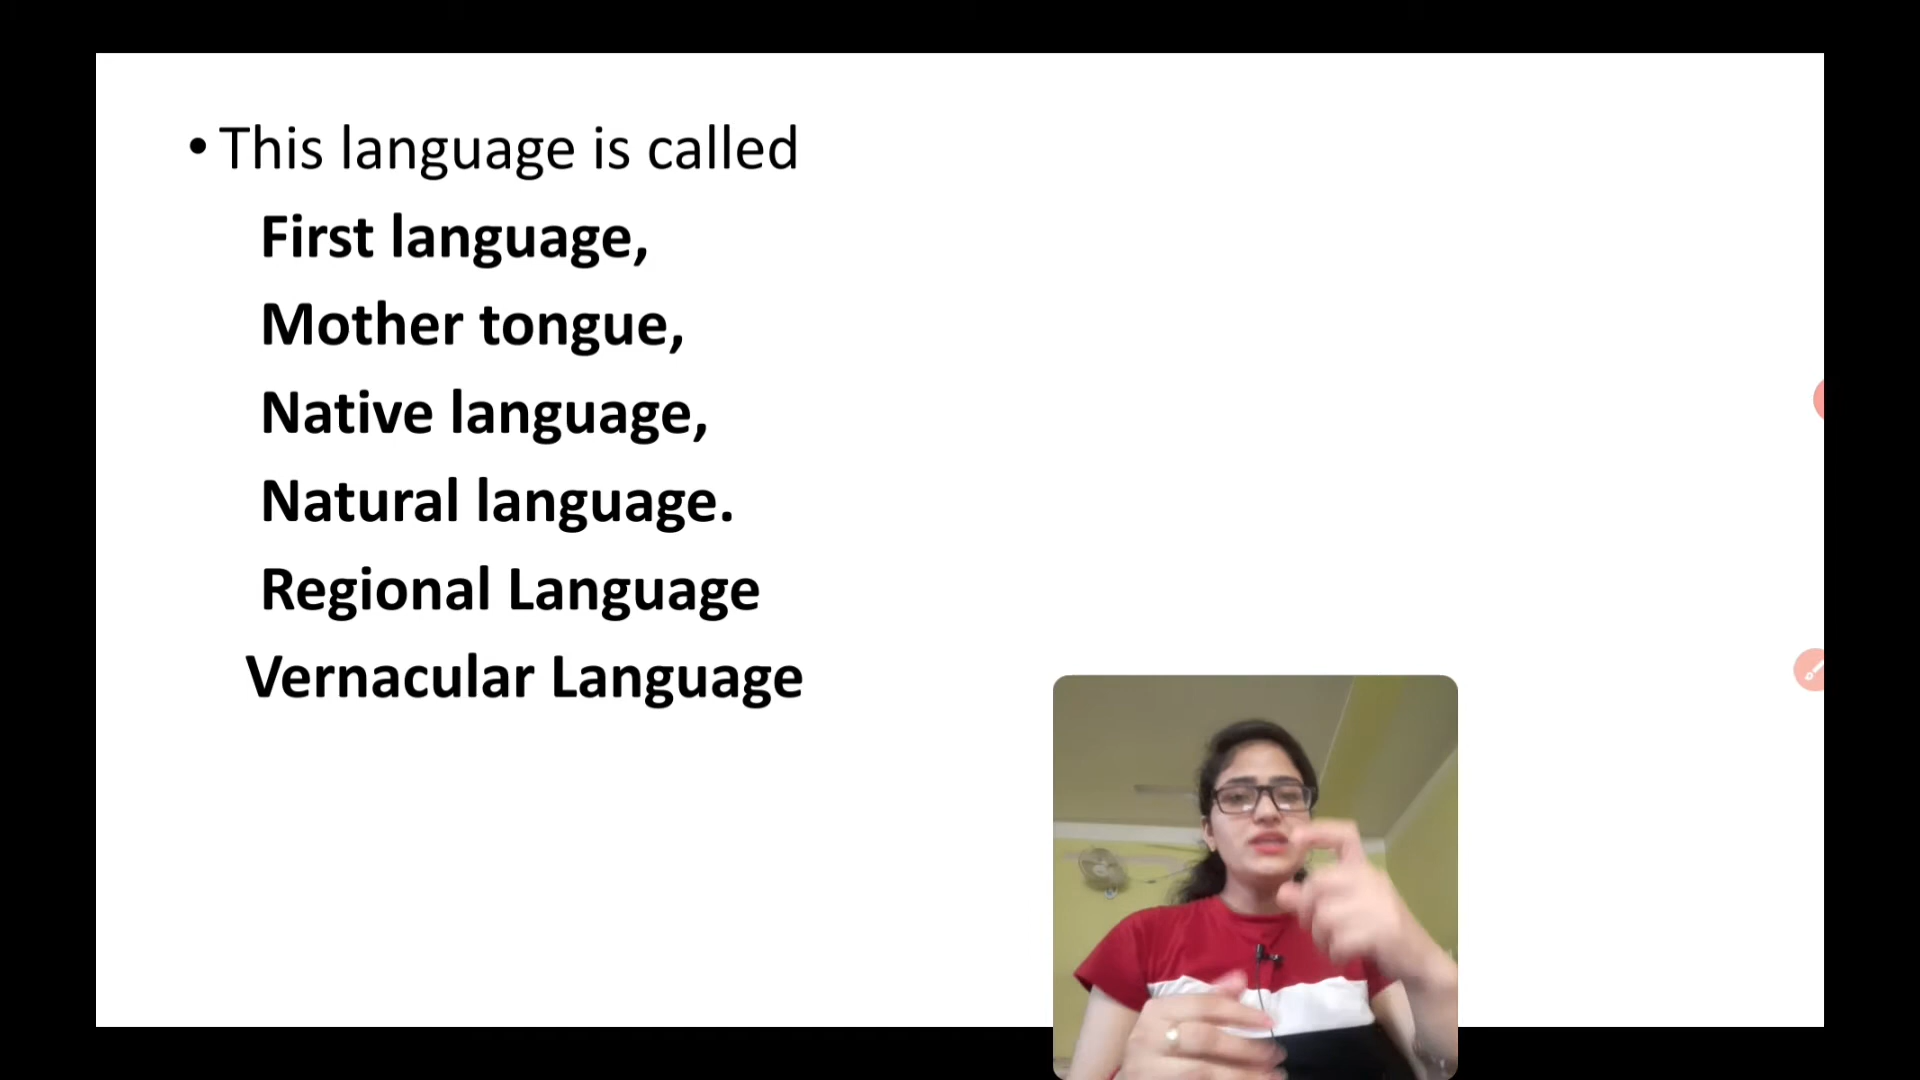 • This language is called
First language,
Mother tongue,
Native language,
Natural language.
Regional Language
Vernacular Language